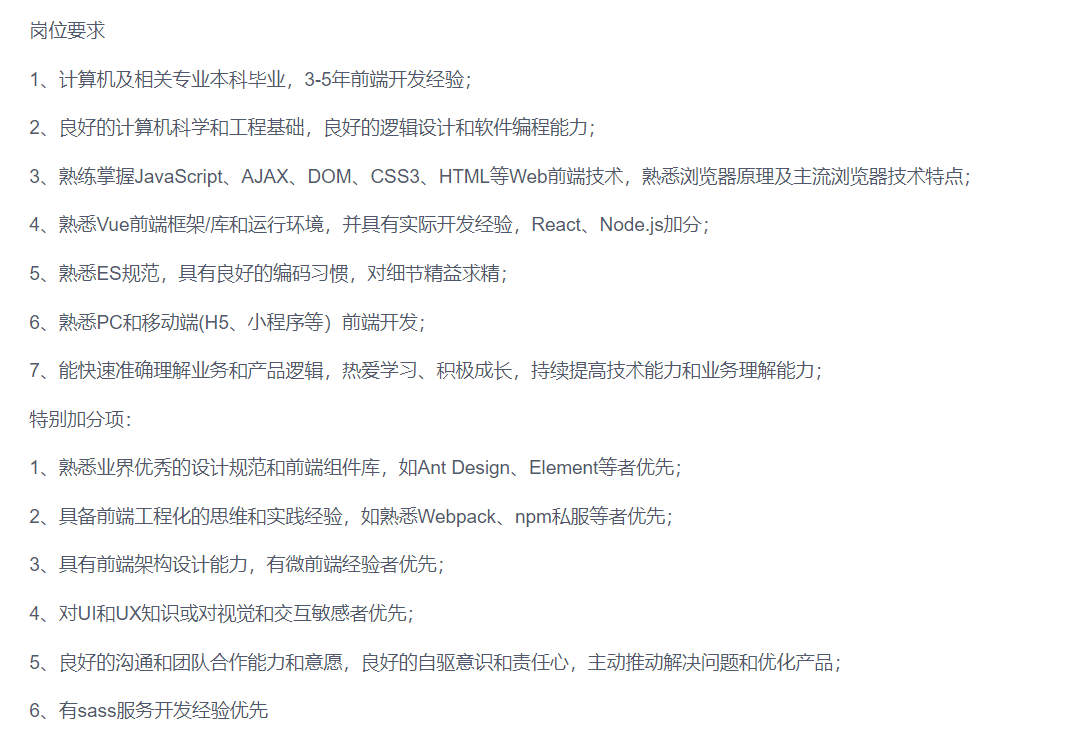 岗位要求
1、计算机及相关专业本科毕业，3-5年前端开发经验；
2、良好的计算机科学和工程基础，良好的逻辑设计和软件编程能力；
3、熟练掌握JavaScript、AJAX、DOM、CSS3、HTML等Web前端技术，熟悉浏览器原理及主流浏览器技术特点；
4、熟悉Vue前端框架/库和运行环境，并具有实际开发经验，React、Node.js加分；
5、熟悉ES规范，具有良好的编码习惯，对细节精益求精；
6、熟悉PC和移动端(H5、小程序等）前端开发；
7、能快速准确理解业务和产品逻辑，热爱学习、积极成长，持续提高技术能力和业务理解能力；
特别加分项：
1、熟悉业界优秀的设计规范和前端组件库，如Ant Design、Element等者优先；
2、具备前端工程化的思维和实践经验，如熟悉Webpack、npm私服等者优先；
3、具有前端架构设计能力，有微前端经验者优先；
4、对UI和UX知识或对视觉和交互敏感者优先；
5、良好的沟通和团队合作能力和意愿，良好的自驱意识和责任心，主动推动解决问题和优化产品；
6、有sass服务开发经验优先